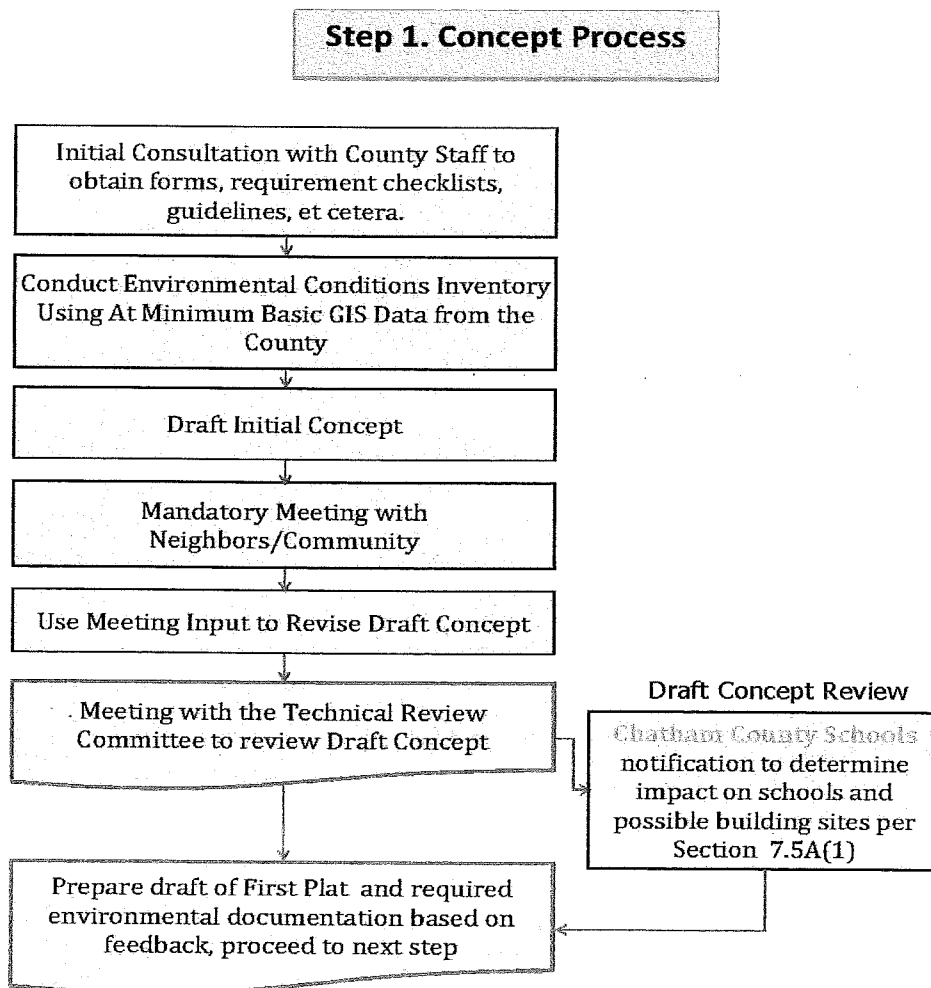 Step 1. Concept Process
Initial Consultation with County Staff to
obtain forms, requirement checklists,
guidelines, et cetera.
Conduct Environmental Conditions Inventory
Using At Minimum Basic GIS Data from the
County
Draft Initial Concept
Mandatory Meeting with
Neighbors/Community
Use Meeting Input to Revise Draft Concept
Meeting with the Technical Review
Committee to review Draft Concept
Draft Concept Review
Chatham County Schools
notification to determine
impact on schools and
possible building sites per
Section 7.5A(1)
Prepare draft of First Plat and required
environmental documentation based on
feedback, proceed to next step